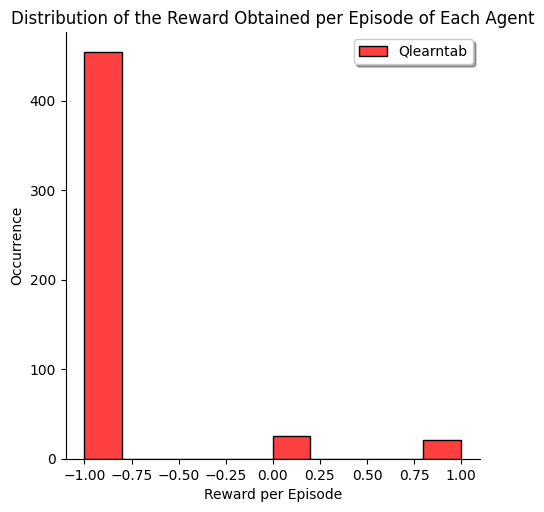 Distribution of the Reward Obtained per Episode of Each Agent
Qlearntab
400
300
200
100
0
Occurrence
−1.00 −0.75 −0.50 −0.25 0.00 0.25 0.50 0.75 1.00
Reward per Episode